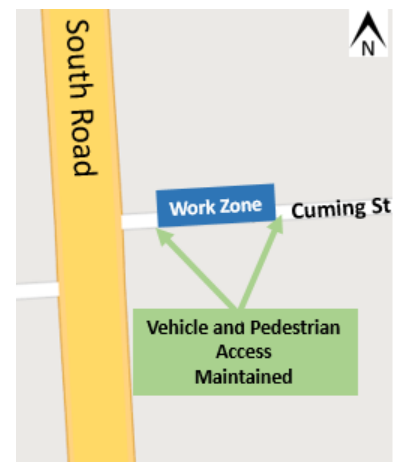 South Road
N
Work Zone
Cuming St
Vehicle and Pedestrian
Access
Maintained